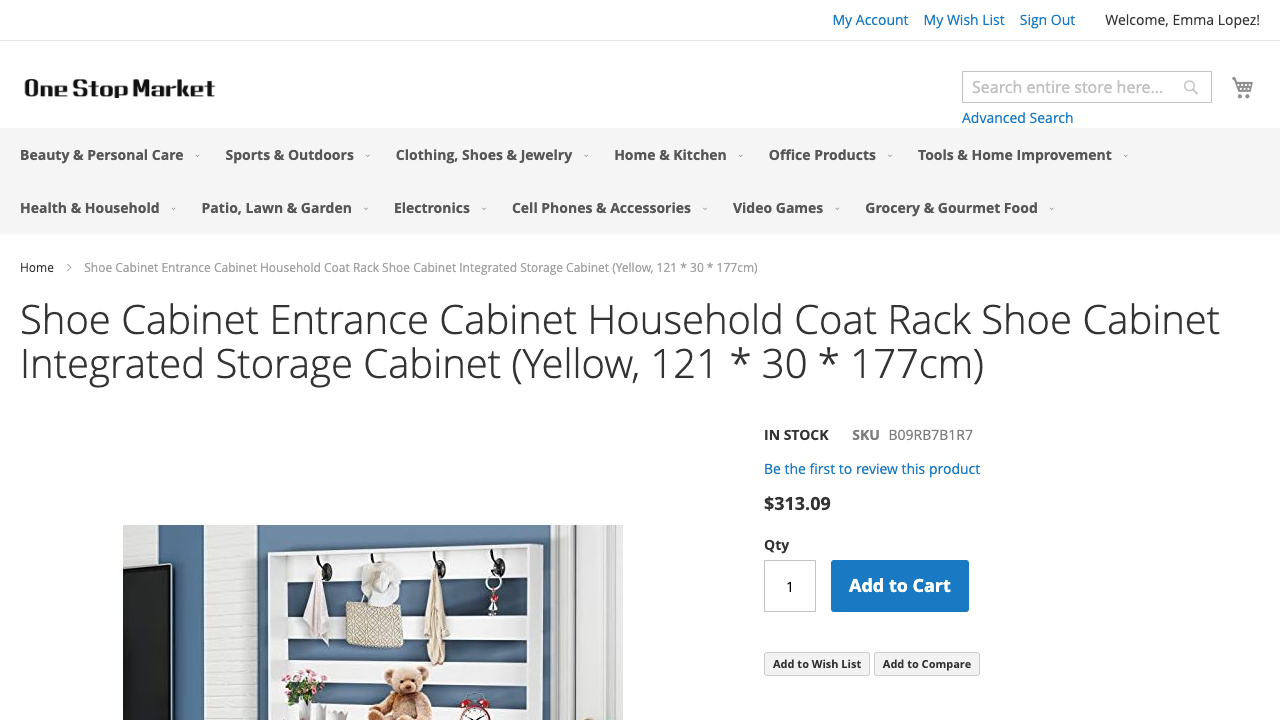 My Account My Wish List Sign Out Welcome, Emma Lopez!
One Stop Market
Search entire store here...
Advanced Search
Beauty & Personal Care Sports & Outdoors Clothing, Shoes & Jewelry Home & Kitchen Office Products Tools & Home Improvement
Health & Household Patio, Lawn & Garden Electronics Cell Phones & Accessories Video Games Grocery & Gourmet Food
Home Shoe Cabinet Entrance Cabinet Household Coat Rack Shoe Cabinet Integrated Storage Cabinet (Yellow, 121 * 30 * 177cm)
Shoe Cabinet Entrance Cabinet Household Coat Rack Shoe Cabinet
Integrated Storage Cabinet (Yellow, 121 * 30 * 177cm)
IN STOCK SKU B09RB7B1R7
Be the first to review this product
$313.09
Qty
1
Add to Cart
Add to Wish List Add to Compare